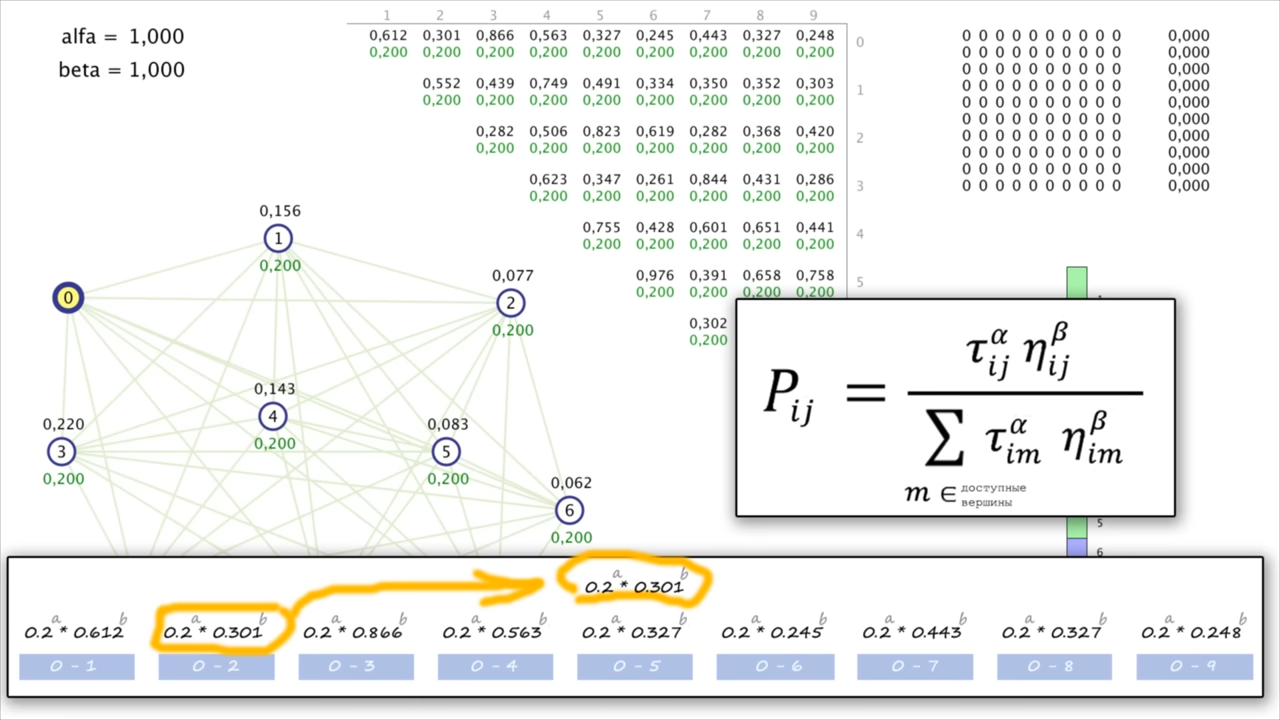 alfa = 1,000
beta = 1,000
1 2 3 4 5 6 7 8 9
0,612 0,301 0,866 0,563 0,327 0,245 0,443 0,327 0,248 0
0,200 0,200 0,200 0,200 0,200 0,200 0,200 0,200 0,200
0,552 0,439 0,749 0,491 0,334 0,350 0,352 0,303 1
0,200 0,200 0,200 0,200 0,200 0,200 0,200 0,200
0,282 0,506 0,823 0,619 0,282 0,368 0,420 2
0,200 0,200 0,200 0,200 0,200 0,200 0,200
0,623 0,347 0,261 0,844 0,431 0,286 3
0,200 0,200 0,200 0,200 0,200 0,200
0,755 0,428 0,601 0,651 0,441 4
0,200 0,200 0,200 0,200 0,200
0,976 0,391 0,658 0,758 5
0,200 0,200 0,200 0,200
0,302
0,200
0 0 0 0 0 0 0 0 0 0 0,000
0 0 0 0 0 0 0 0 0 0 0,000
0 0 0 0 0 0 0 0 0 0 0,000
0 0 0 0 0 0 0 0 0 0 0,000
0 0 0 0 0 0 0 0 0 0 0,000
0 0 0 0 0 0 0 0 0 0 0,000
0 0 0 0 0 0 0 0 0 0 0,000
0 0 0 0 0 0 0 0 0 0 0,000
0 0 0 0 0 0 0 0 0 0 0,000
0 0 0 0 0 0 0 0 0 0 0,000
0,156
1
0,200
0
0,077
2
0,200
0,143
4
0,200
0,220
3
0,200
0,083
5
0,200
0,062
6
0,200
P_ij = τ_ij^α η_ij^β / ∑ τ_im^α η_im^β
m ∈ доступные
вершины
5
6
a b
0.2 * 0.301
a b a b a b a b a b a b a b a b a b
0.2 * 0.612 0.2 * 0.301 0.2 * 0.866 0.2 * 0.563 0.2 * 0.327 0.2 * 0.245 0.2 * 0.443 0.2 * 0.327 0.2 * 0.248
0 - 1 0 - 2 0 - 3 0 - 4 0 - 5 0 - 6 0 - 7 0 - 8 0 - 9